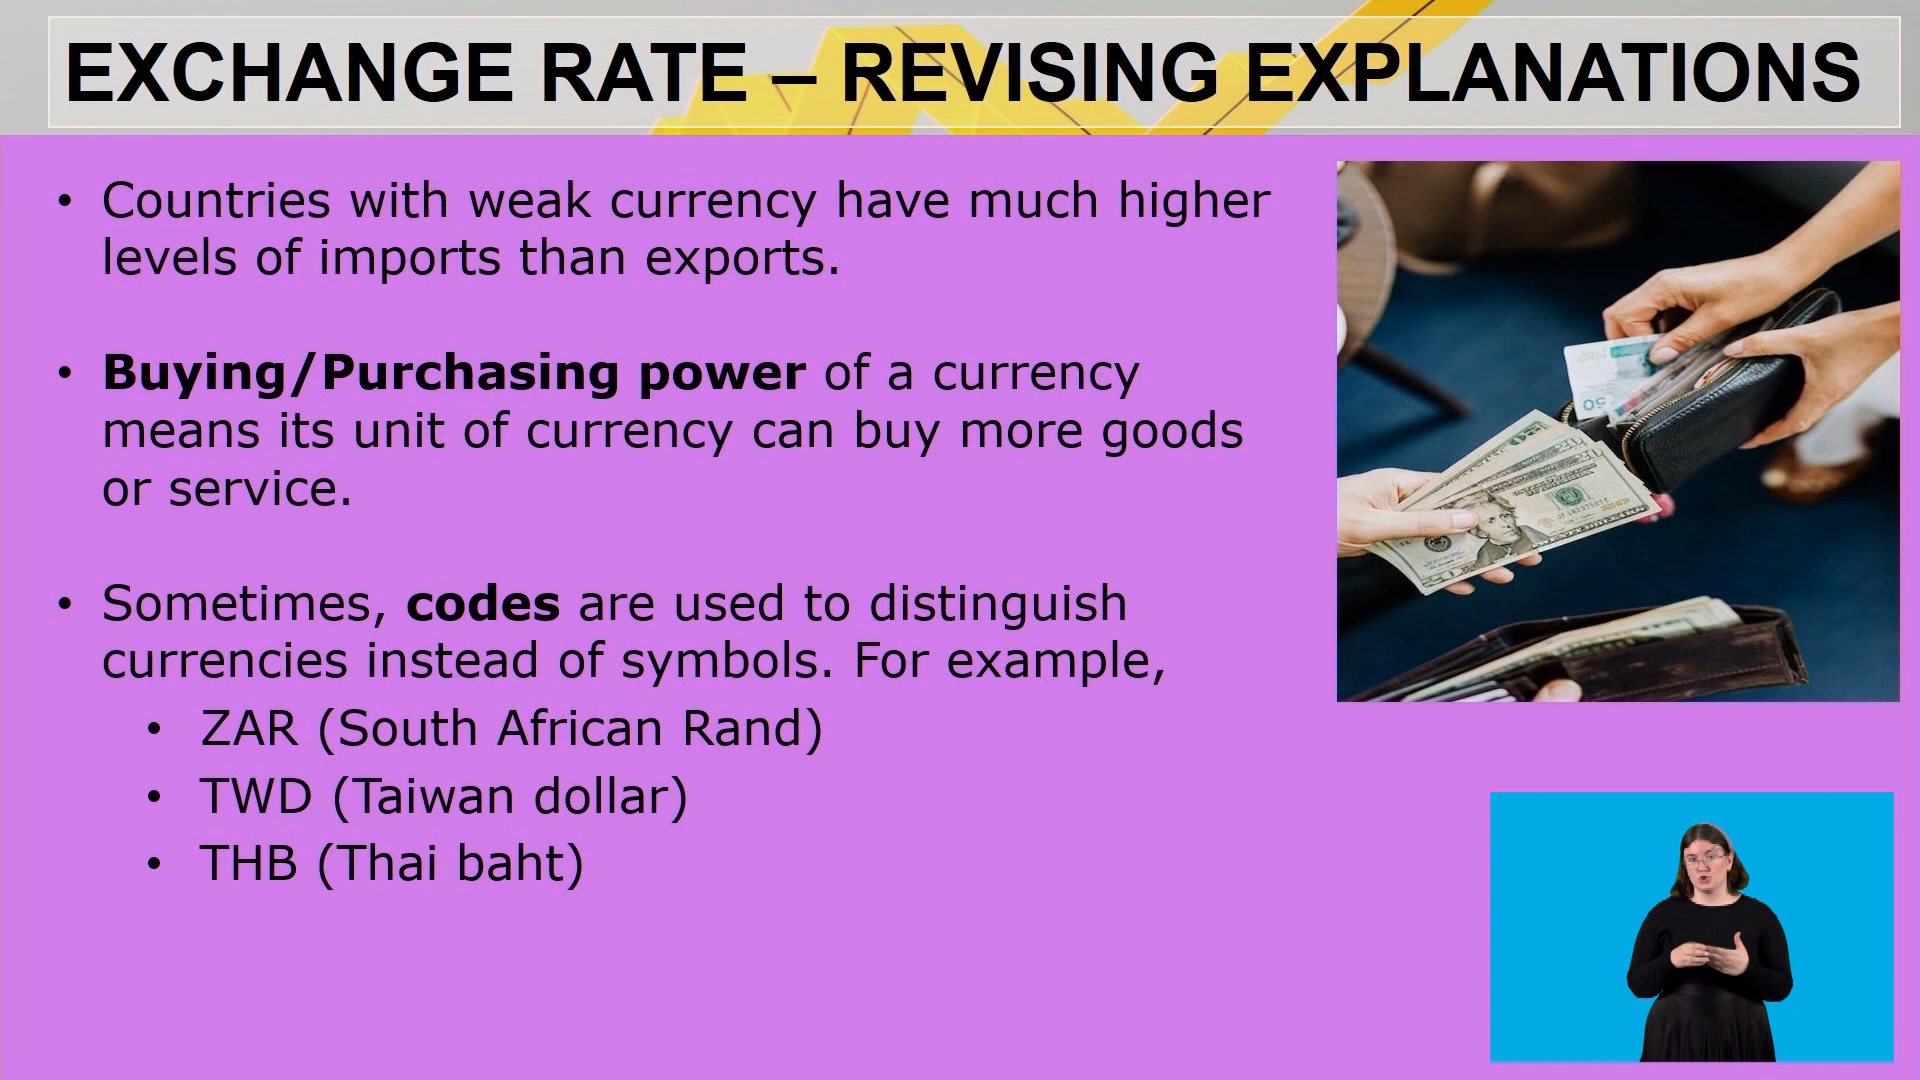 EXCHANGE RATE – REVISING EXPLANATIONS
• Countries with weak currency have much higher
levels of imports than exports.
• Buying/Purchasing power of a currency
means its unit of currency can buy more goods
or service.
• Sometimes, codes are used to distinguish
currencies instead of symbols. For example,
• ZAR (South African Rand)
• TWD (Taiwan dollar)
• THB (Thai baht)